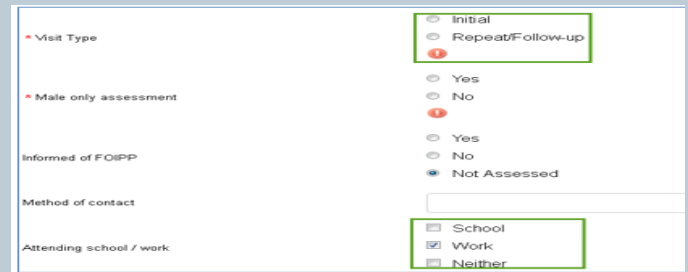 Initial
* Visit Type
Repeat/Follow-up
* Male only assessment
Yes
No
Informed of FOIPP
Yes
No
Not Assessed
Method of contact
Attending school / work
School
Work
Neither